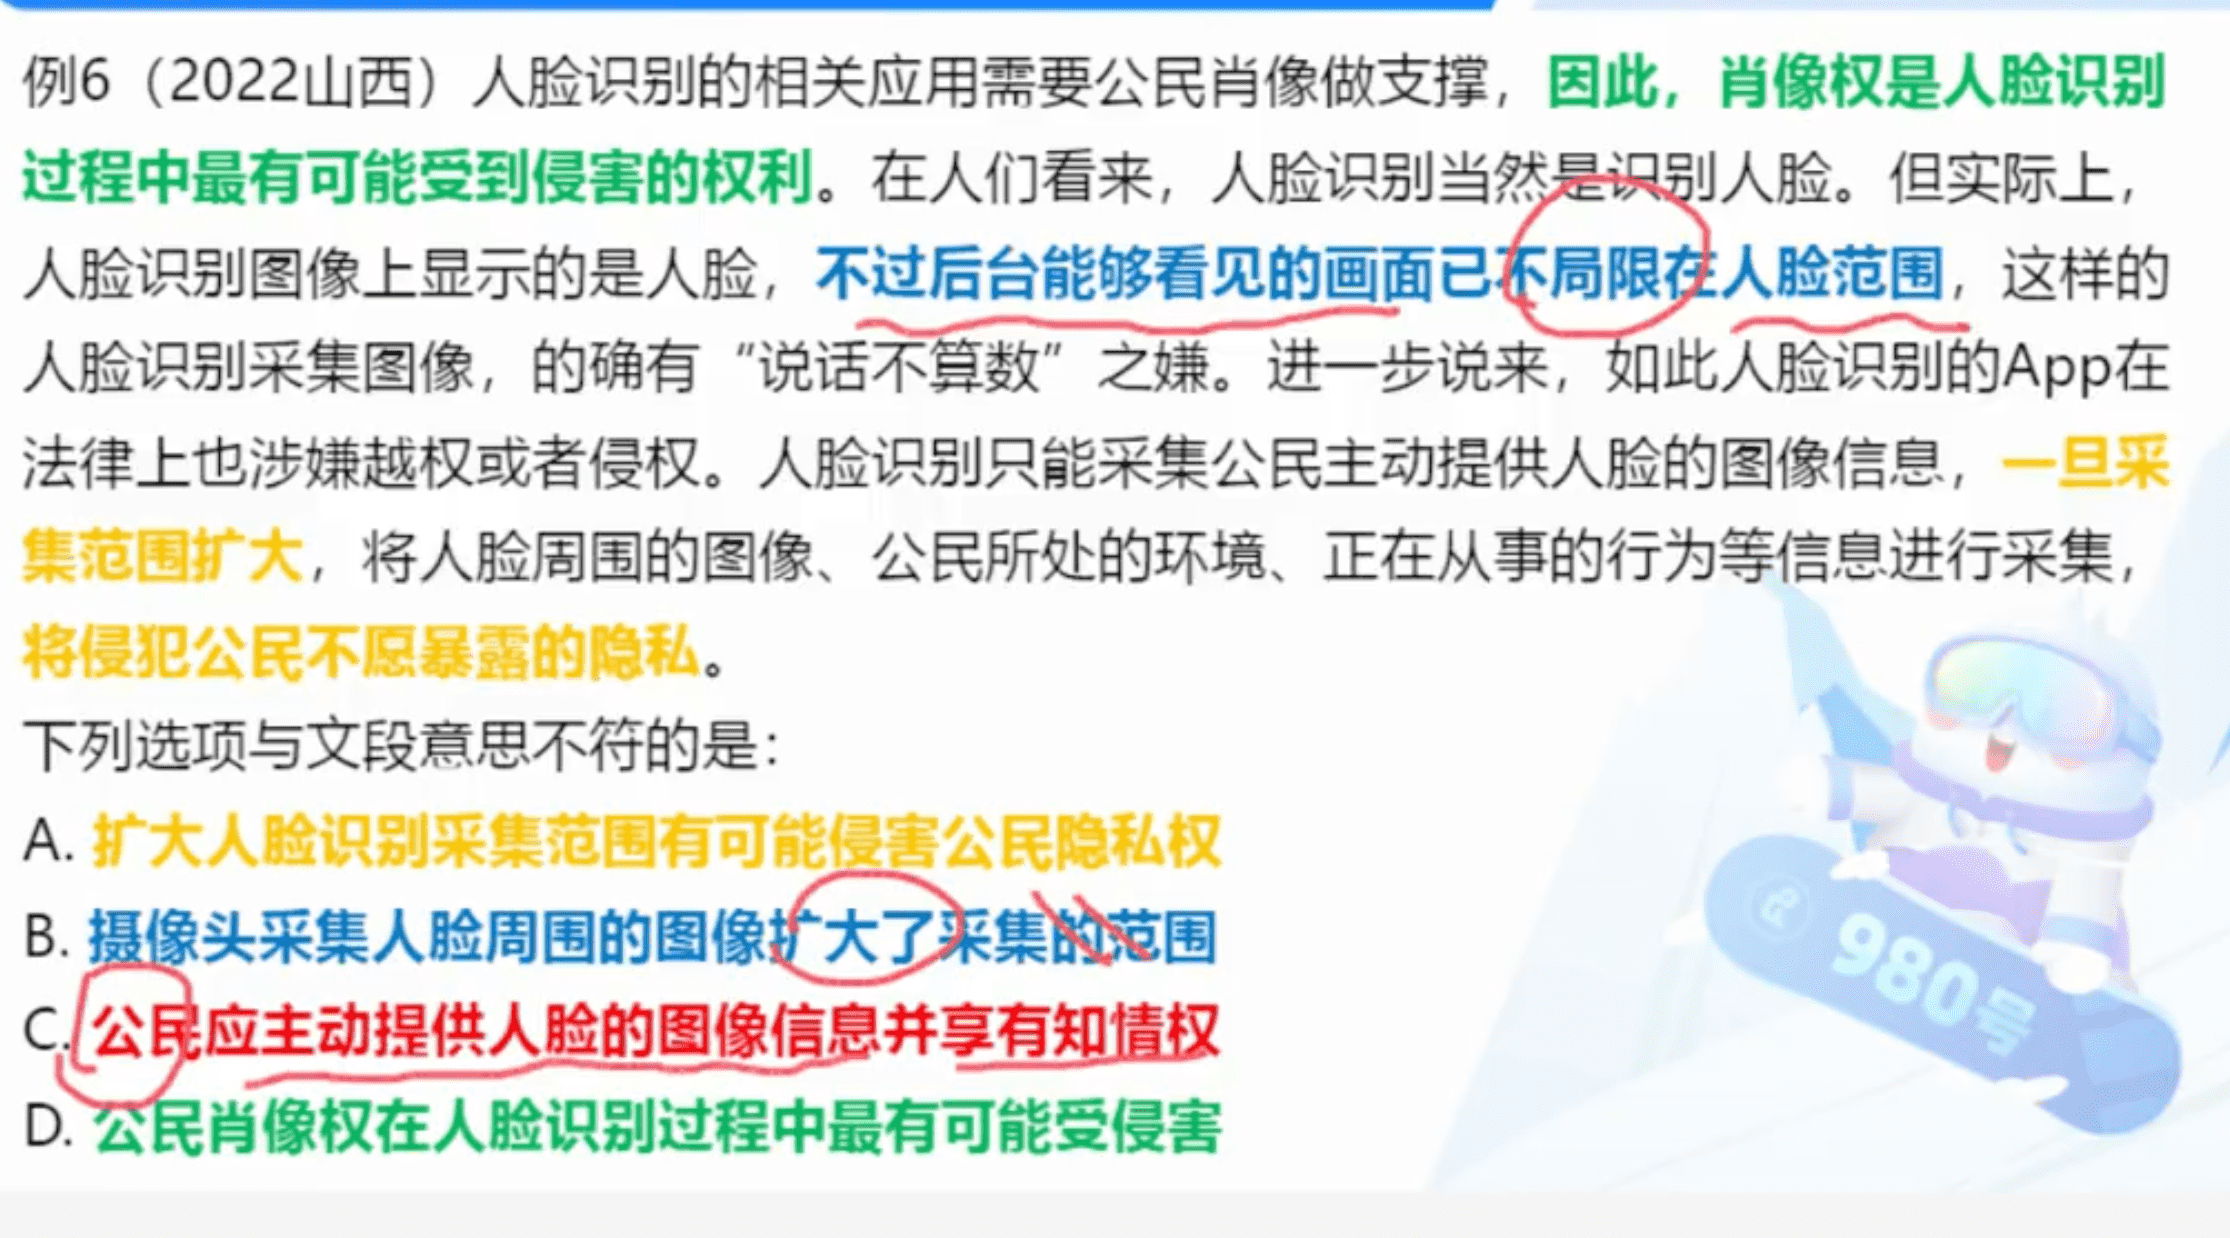 例6（2022山西）人脸识别的相关应用需要公民肖像做支撑，因此，肖像权是人脸识别
过程中最有可能受到侵害的权利。在人们看来，人脸识别当然是识别人脸。但实际上，
人脸识别图像上显示的是人脸，不过后台能够看见的画面已不局限在人脸范围，这样的
人脸识别采集图像，的确有“说话不算数”之嫌。进一步说来，如此人脸识别的App在
法律上也涉嫌越权或者侵权。人脸识别只能采集公民主动提供人脸的图像信息，一旦采
集范围扩大，将人脸周围的图像、公民所处的环境、正在从事的行为等信息进行采集，
将侵犯公民不愿暴露的隐私。
下列选项与文段意思不符的是：
A. 扩大人脸识别采集范围有可能侵害公民隐私权
B. 摄像头采集人脸周围的图像扩大了采集的范围
C. 公民应主动提供人脸的图像信息并享有知情权
D. 公民肖像权在人脸识别过程中最有可能受侵害
980号